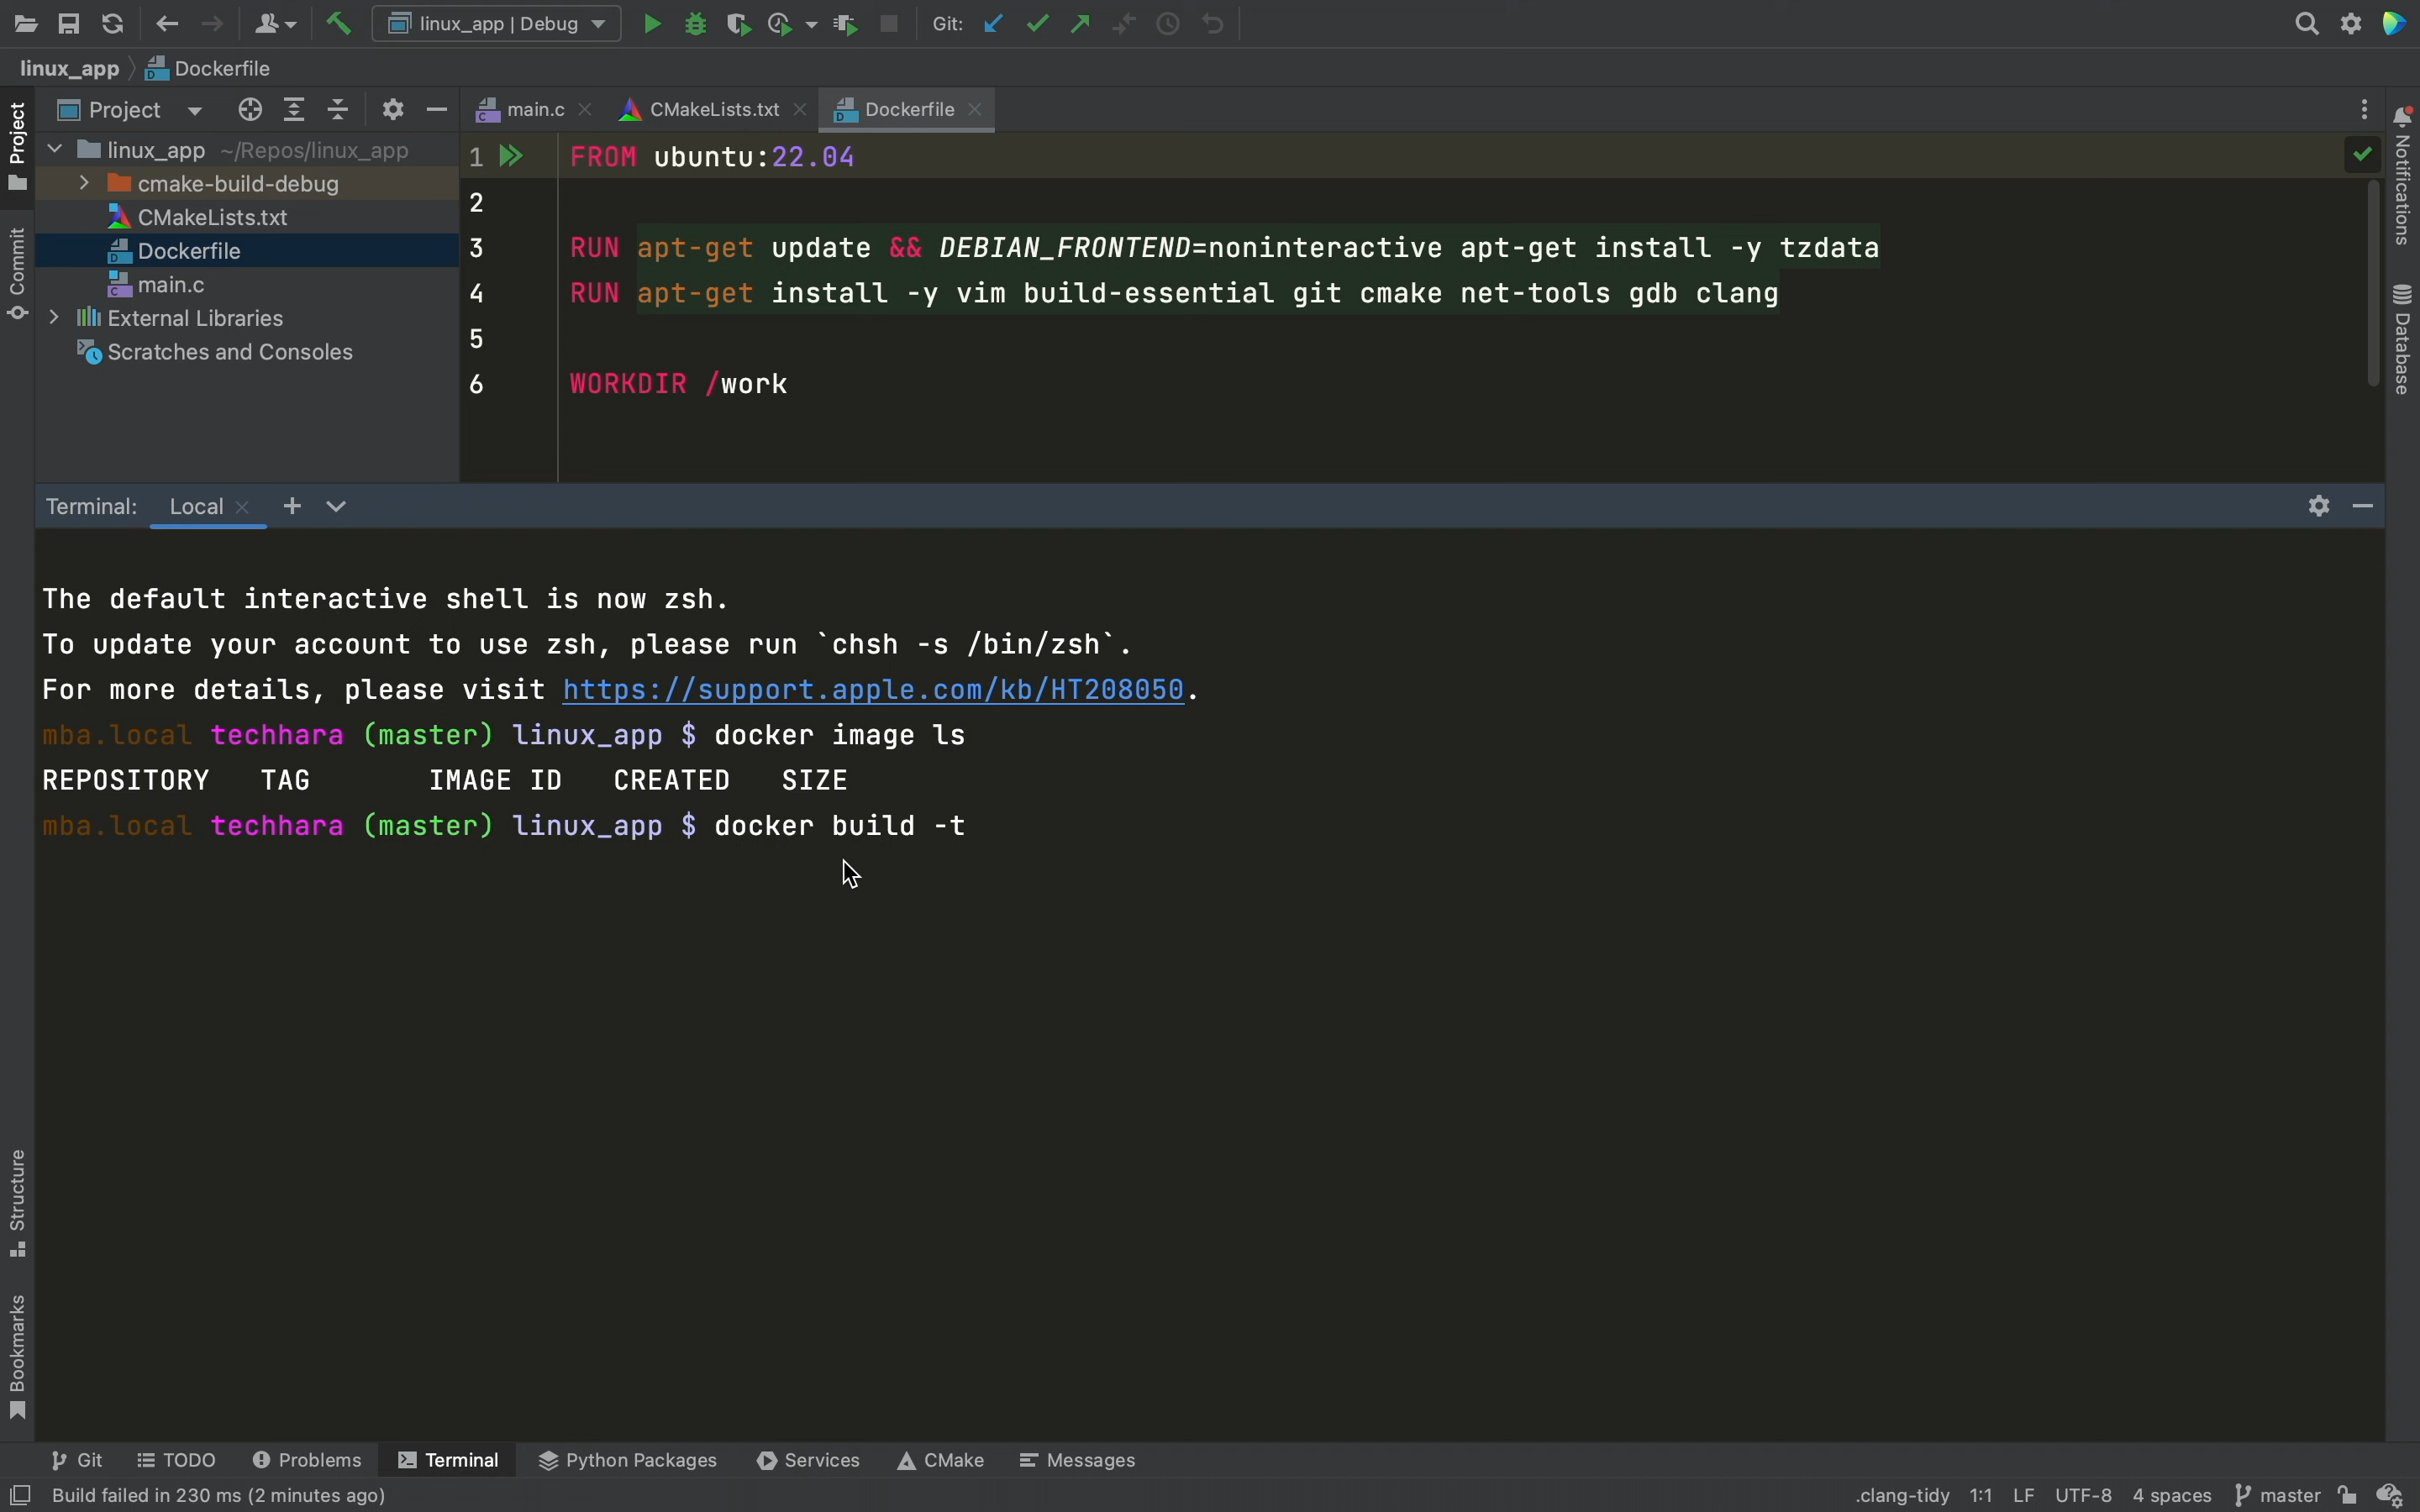 linux_app | Debug
Git:
linux_app
Dockerfile
Project
main.c
CMakeLists.txt
Dockerfile
Project
Commit
Structure
Bookmarks
linux_app ~/Repos/linux_app
cmake-build-debug
CMakeLists.txt
Dockerfile
main.c
External Libraries
Scratches and Consoles
1 FROM ubuntu:22.04
2
3 RUN apt-get update && DEBIAN_FRONTEND=noninteractive apt-get install -y tzdata
4 RUN apt-get install -y vim build-essential git cmake net-tools gdb clang
5
6 WORKDIR /work
Notifications
Database
Terminal: Local
The default interactive shell is now zsh.
To update your account to use zsh, please run `chsh -s /bin/zsh`.
For more details, please visit https://support.apple.com/kb/HT208050.
mba.local techhara (master) linux_app $ docker image ls
REPOSITORY TAG IMAGE ID CREATED SIZE
mba.local techhara (master) linux_app $ docker build -t
Git TODO Problems Terminal Python Packages Services CMake Messages
Build failed in 230 ms (2 minutes ago)
.clang-tidy 1:1 LF UTF-8 4 spaces master